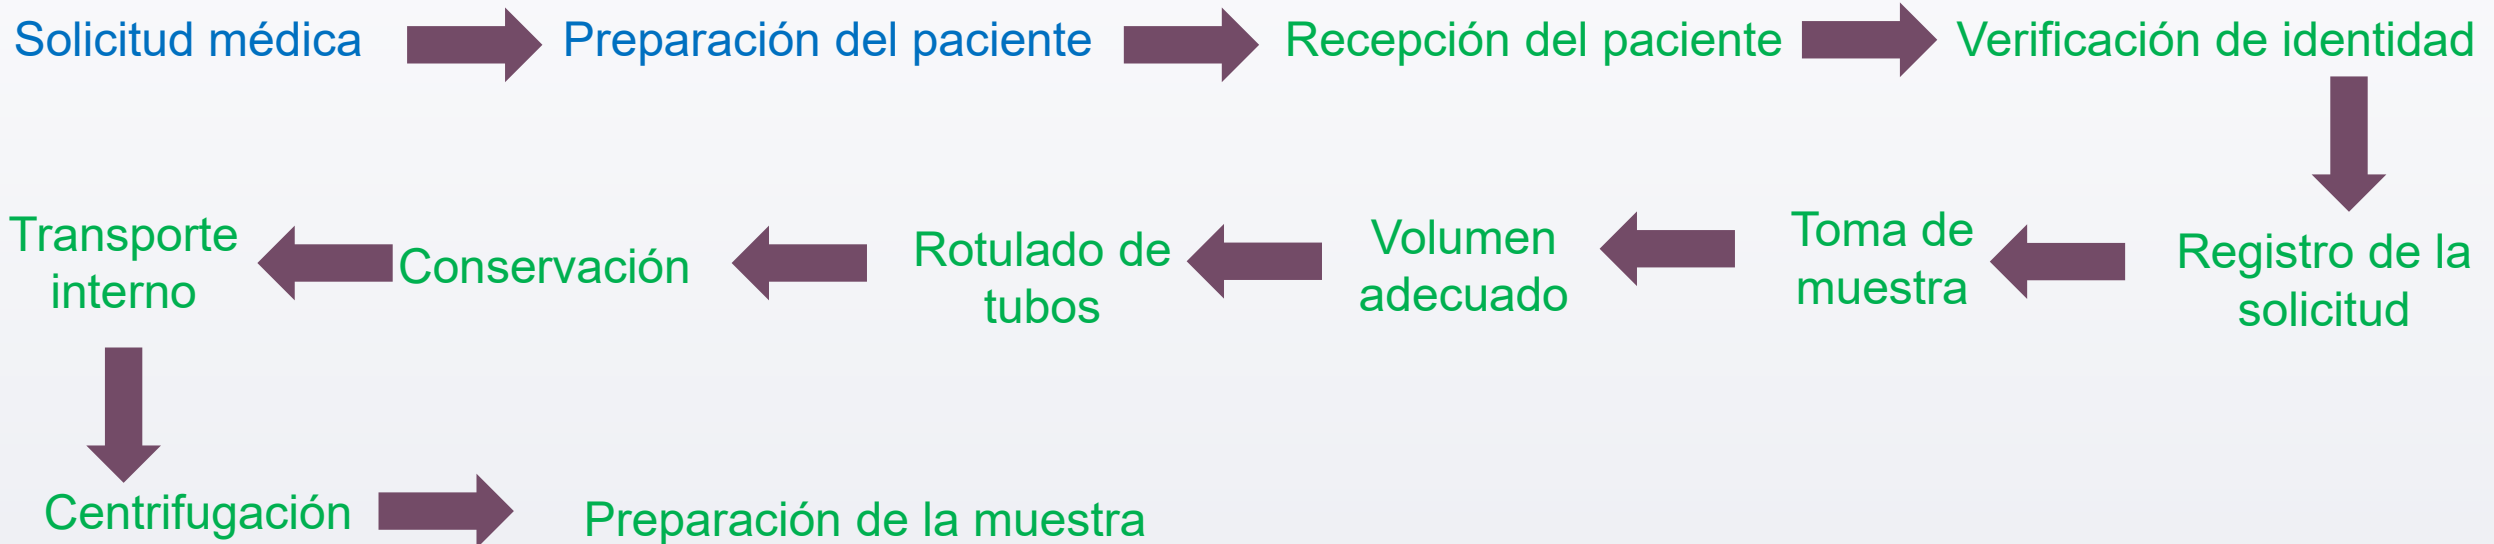 Solicitud médica
Preparación del paciente
Recepción del paciente
Verificación de identidad
Registro de la
solicitud
Toma de
muestra
Volumen
adecuado
Rotulado de
tubos
Conservación
Transporte
interno
Centrifugación
Preparación de la muestra